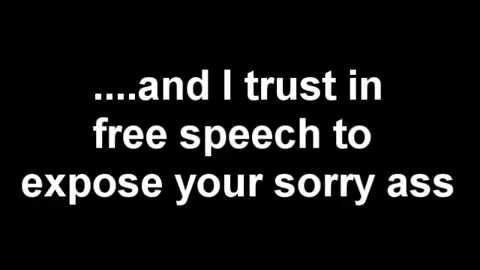 ....and I trust in
free speech to
expose your sorry ass